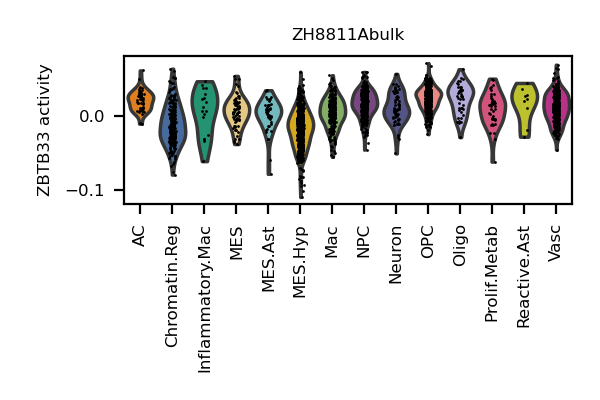 ZH8811Abulk
ZBTB33 activity
0.0
−0.1
AC
Chromatin.Reg
Inflammatory.Mac
MES
MES.Ast
MES.Hyp
Mac
NPC
Neuron
OPC
Oligo
Prolif.Metab
Reactive.Ast
Vasc